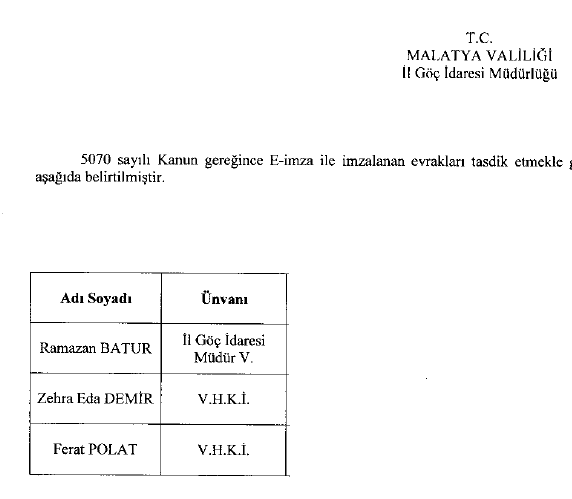 T.C.
MALATYA VALİLİĞİ
İl Göç İdaresi Müdürlüğü
5070 sayılı Kanun gereğince E-imza ile imzalanan evrakları tasdik etmekle
aşağıda belirtilmiştir.
Adı Soyadı Ünvanı
Ramazan BATUR İl Göç İdaresi
Müdür V.
Zehra Eda DEMİR V.H.K.İ.
Ferat POLAT V.H.K.İ.